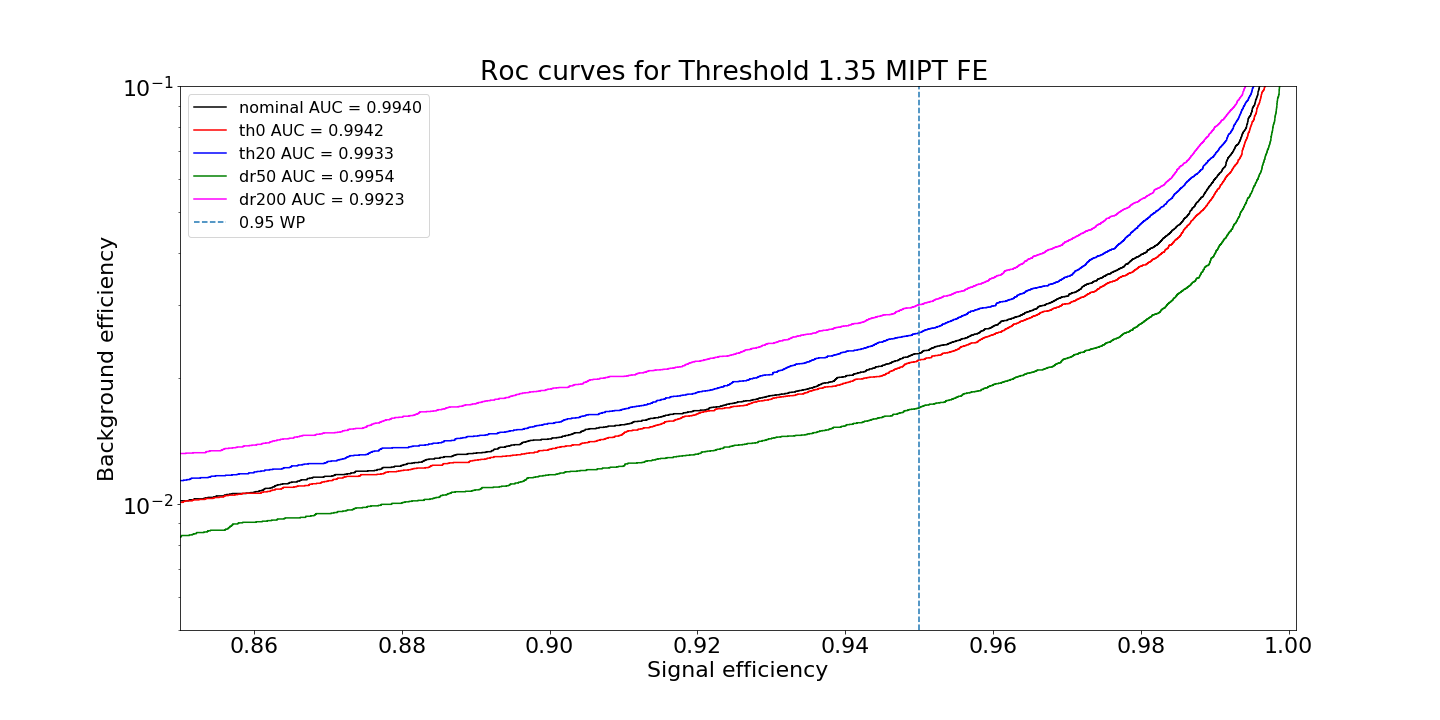 Roc curves for Threshold 1.35 MIPT FE
10⁻¹
nominal AUC = 0.9940
th0 AUC = 0.9942
th20 AUC = 0.9933
dr50 AUC = 0.9954
dr200 AUC = 0.9923
0.95 WP
Background efficiency
10⁻²
0.86 0.88 0.90 0.92 0.94 0.96 0.98 1.00
Signal efficiency